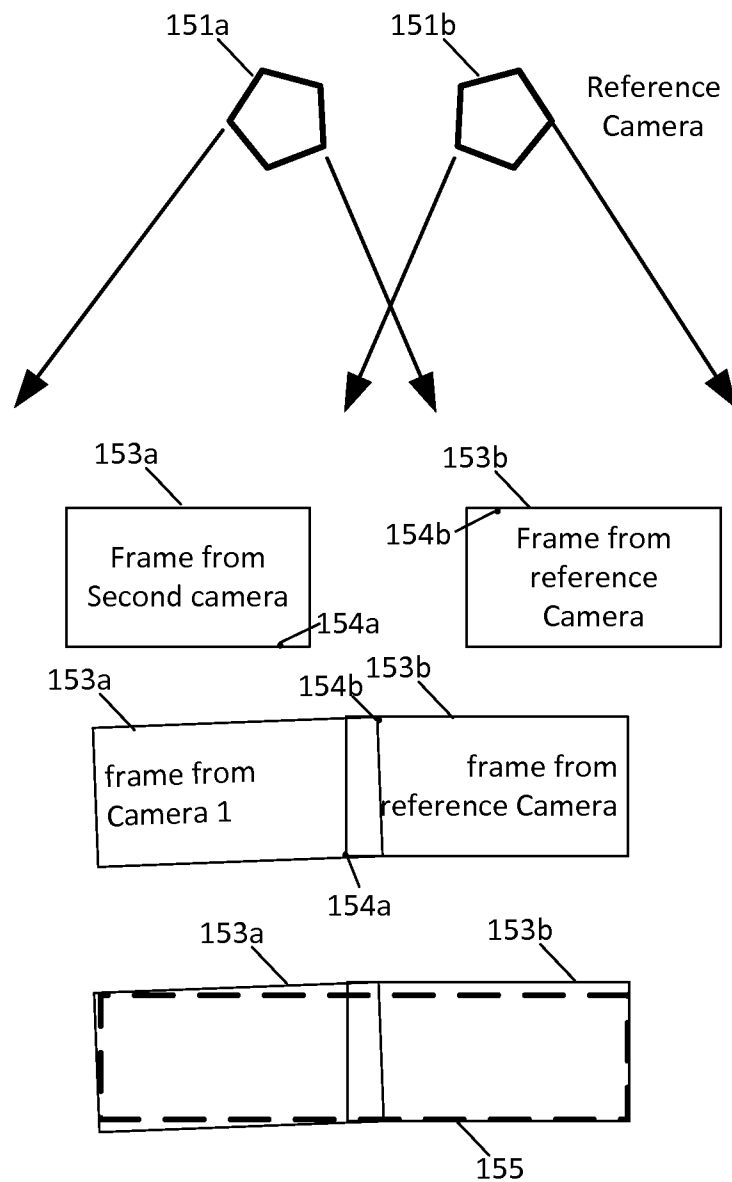 151a
151b
Reference
Camera
153a
153b
154b
Frame from
Second camera
Frame from
reference
Camera
154a
153a
154b
153b
frame from
Camera 1
frame from
reference Camera
154a
153a
153b
155